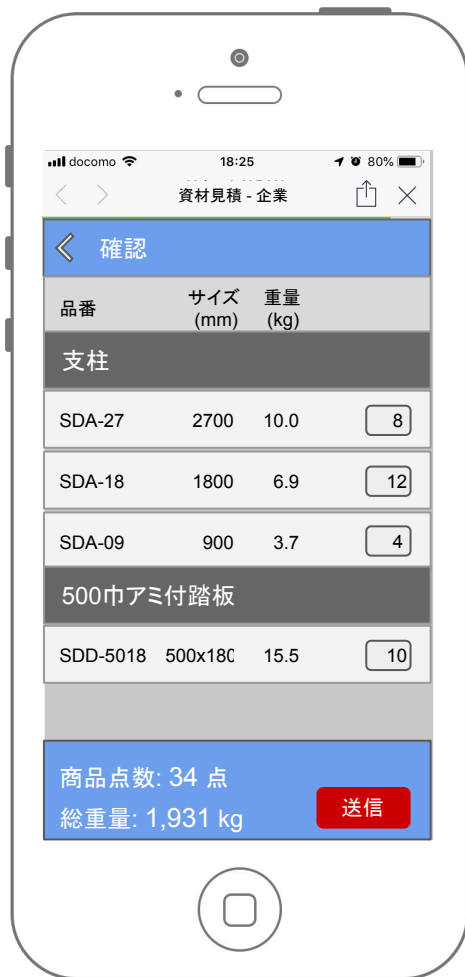 docomo 18:25 80%
資材見積 - 企業
確認
品番 サイズ (mm) 重量 (kg)
支柱
SDA-27 2700 10.0 8
SDA-18 1800 6.9 12
SDA-09 900 3.7 4
500巾アミ付踏板
SDD-5018 500x180 15.5 10
商品点数: 34 点
総重量: 1,931 kg
送信